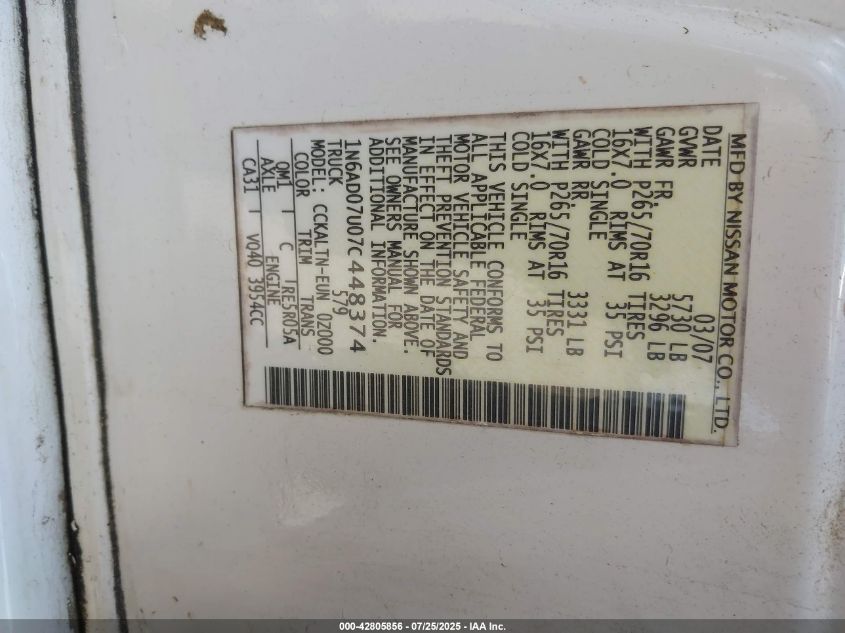 MFD BY NISSAN MOTOR CO., LTD.
DATE 03/07
GVWR 5730 LB
GAWR FR. 3296 LB
WITH P265/70R16 TIRES
16X7.0 RIMS AT 35 PSI
COLD SINGLE
GAWR RR 3331 LB
WITH P265/70R16 TIRES
16X7.0 RIMS AT 35 PSI
COLD SINGLE
THIS VEHICLE CONFORMS TO
ALL APPLICABLE FEDERAL
MOTOR VEHICLE SAFETY AND
THEFT PREVENTION STANDARDS
IN EFFECT ON THE DATE OF
MANUFACTURE SHOWN ABOVE.
SEE OWNERS MANUAL FOR
ADDITIONAL INFORMATION.
1N6AD07U07C448374
TRUCK 579
MODEL: CCKALTN-EUN 0Z000
COLOR TRIM TRANS
QM1 T C 1RE5R05A
AXLE ENGINE
CA31 T VQ40 3954CC
000-42805856 - 07/25/2025 - IAA Inc.